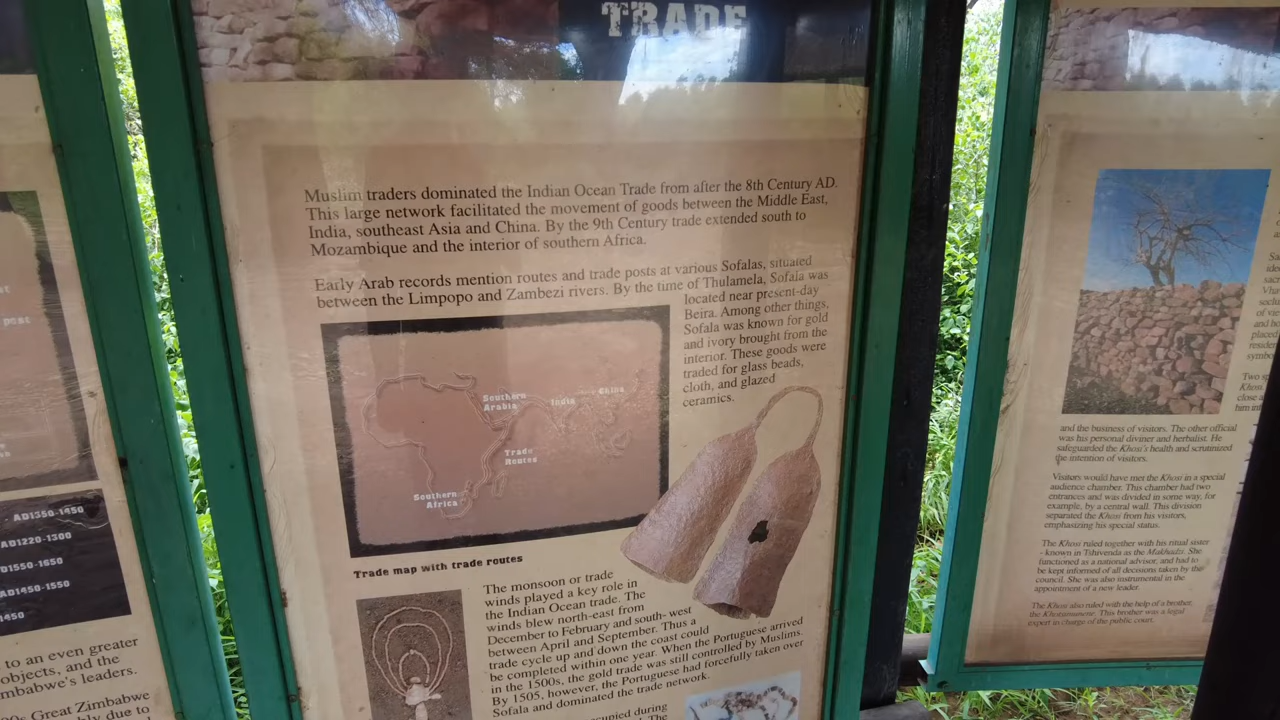 AD1350-1450
AD1220-1300
AD1550-1650
AD1450-1550
1450
to an even greater
objects, and the
mbabwe's leaders.
Great Zimbabwe
due to
TRADE
Muslim traders dominated the Indian Ocean Trade from after the 8th Century AD.
This large network facilitated the movement of goods between the Middle East,
India, southeast Asia and China. By the 9th Century trade extended south to
Mozambique and the interior of southern Africa.
Early Arab records mention routes and trade posts at various Sofalas, situated
between the Limpopo and Zambezi rivers. By the time of Thulamela, Sofala was
located near present-day
Beira. Among other things,
Sofala was known for gold
and ivory brought from the
interior. These goods were
traded for glass beads,
cloth, and glazed
ceramics.
Southern
Arabia
India
China
Trade
Routes
Southern
Africa
Trade map with trade routes
The monsoon or trade
winds played a key role in
the Indian Ocean trade. The
winds blew north-east from
December to February and south- west
between April and September. Thus a
trade cycle up and down the coast could
be completed within one year. When the Portuguese arrived
in the 1500s, the gold trade was still controlled by Muslims.
By 1505, however, the Portuguese had forcefully taken over
Sofala and dominated the trade network.
during
The
and the business of visitors. The other official
was his personal diviner and herbalist. He
safeguarded the Khosi's health and scrutinized
the intention of visitors.
Visitors would have met the Khosi in a special
audience chamber. This chamber had two
entrances and was divided in some way, for
example, by a central wall. This division
separated the Khosi from his visitors,
emphasizing his special status.
The Khosi ruled together with his ritual sister
- known in Tshivenda as the Makhadzi. She
functioned as a national advisor, and had to
be kept informed of all decisions taken by the
council. She was also instrumental in the
appointment of a new leader.
The Khosi also ruled with the help of a brother,
the Khotsimunene. This brother was a legal
expert in charge of the public court.